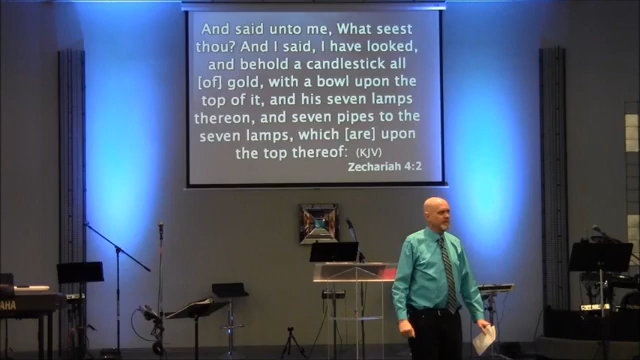 And said unto me, What seest
thou? And I said, I have looked,
and behold a candlestick all
[of] gold, with a bowl upon the
top of it, and his seven lamps
thereon, and seven pipes to the
seven lamps, which [are] upon
the top thereof: (KJV)
Zechariah 4:2
YAMAHA